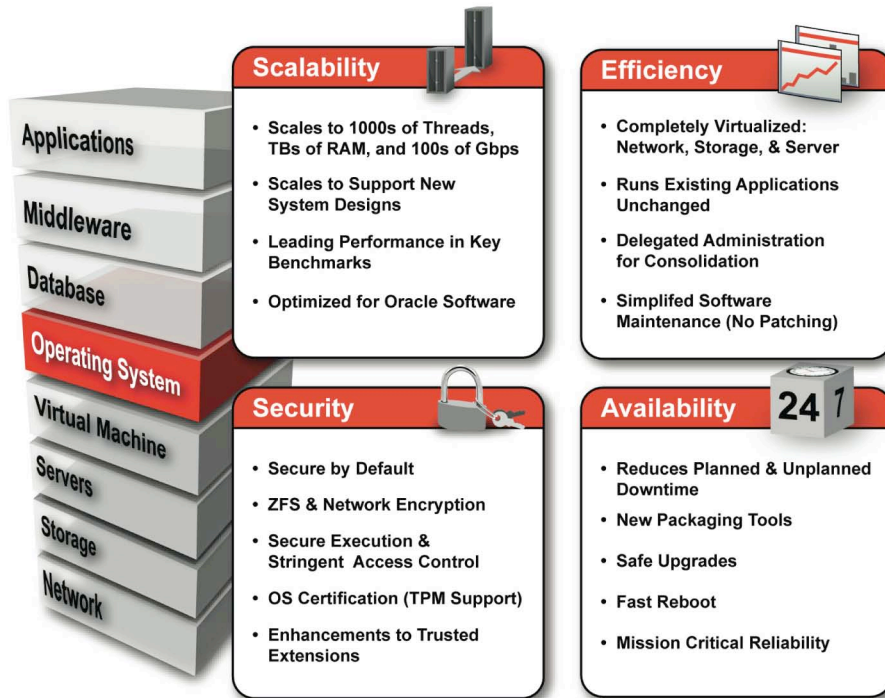 Applications
Middleware
Database
Operating System
Virtual Machine
Servers
Storage
Network
Scalability
• Scales to 1000s of Threads,
TBs of RAM, and 100s of Gbps
• Scales to Support New
System Designs
• Leading Performance in Key
Benchmarks
• Optimized for Oracle Software
Efficiency
• Completely Virtualized:
Network, Storage, & Server
• Runs Existing Applications
Unchanged
• Delegated Administration
for Consolidation
• Simplifed Software
Maintenance (No Patching)
Security
• Secure by Default
• ZFS & Network Encryption
• Secure Execution &
Stringent Access Control
• OS Certification (TPM Support)
• Enhancements to Trusted
Extensions
Availability
24 7
• Reduces Planned & Unplanned
Downtime
• New Packaging Tools
• Safe Upgrades
• Fast Reboot
• Mission Critical Reliability